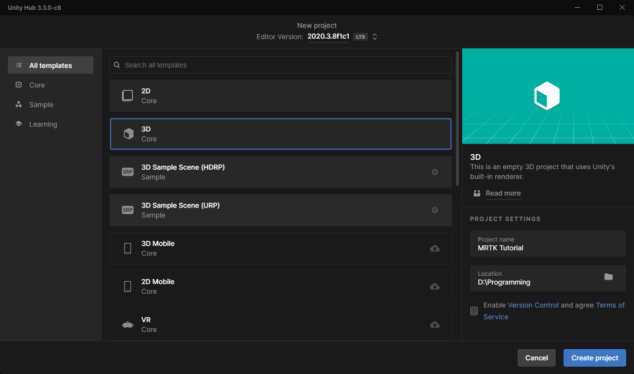 Unity Hub 3.3.0-c8
New project
Editor Version: 2020.3.8f1c1 LTS
All templates
Core
Sample
Learning
Search all templates
2D
Core
3D
Core
3D Sample Scene (HDRP)
Sample
3D Sample Scene (URP)
Sample
3D Mobile
Core
2D Mobile
Core
VR
Core
3D
This is an empty 3D project that uses Unity's
built-in renderer.
Read more
PROJECT SETTINGS
Project name
MRTK Tutorial
Location
D:\Programming
Enable Version Control and agree Terms of
Service
Cancel
Create project